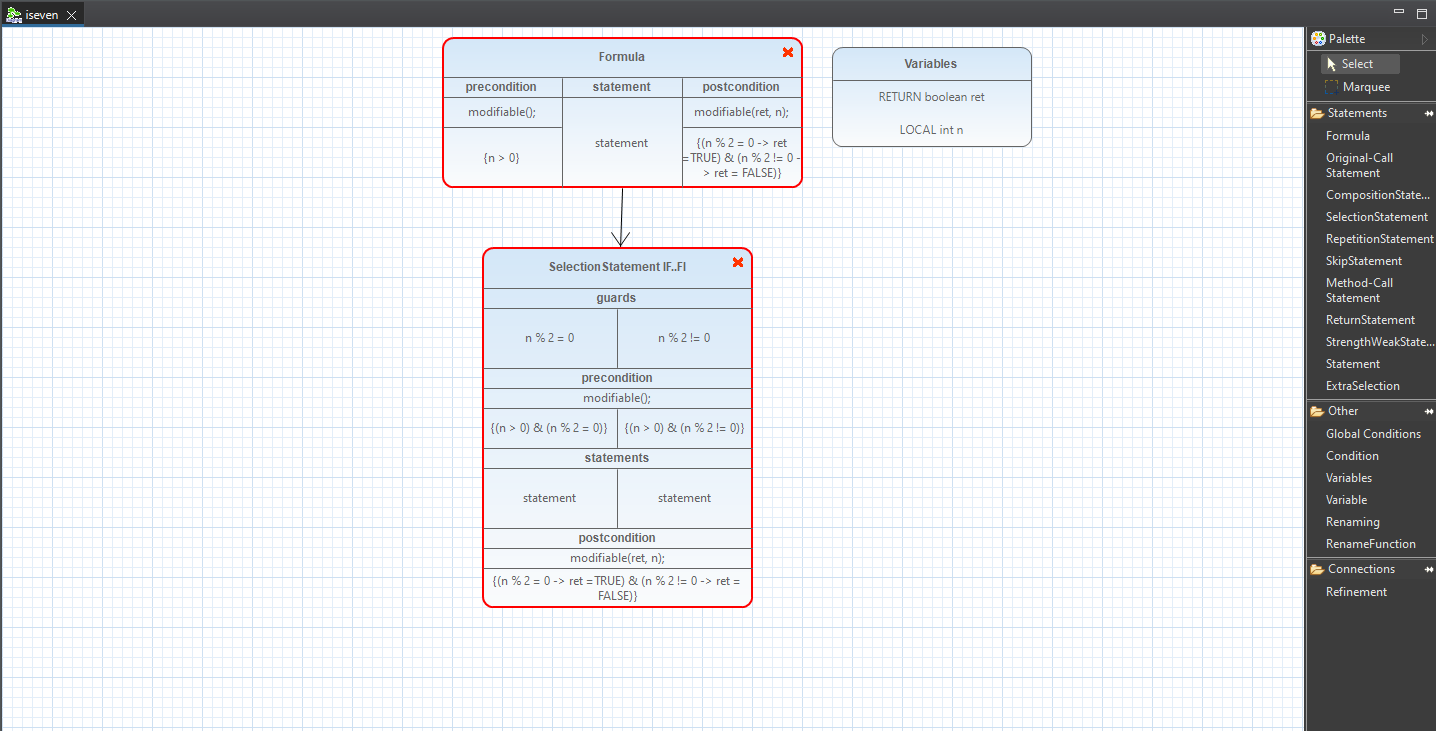 iseven
Formula
precondition
statement
postcondition
modifiable();
{n > 0}
statement
modifiable(ret, n);
{(n % 2 = 0 -> ret
=TRUE) & (n % 2 != 0 -
> ret = FALSE)}
Variables
RETURN boolean ret
LOCAL int n
SelectionStatement IF..FI
guards
n % 2 = 0
n % 2 != 0
precondition
modifiable();
{(n > 0) & (n % 2 = 0)}
{(n > 0) & (n % 2 != 0)}
statements
statement
statement
postcondition
modifiable(ret, n);
{(n % 2 = 0 -> ret =TRUE) & (n % 2 != 0 -> ret =
FALSE)}
Palette
Select
Marquee
Statements
Formula
Original-Call
Statement
CompositionState...
SelectionStatement
RepetitionStatement
SkipStatement
Method-Call
Statement
ReturnStatement
StrengthWeakState...
Statement
ExtraSelection
Other
Global Conditions
Condition
Variables
Variable
Renaming
RenameFunction
Connections
Refinement